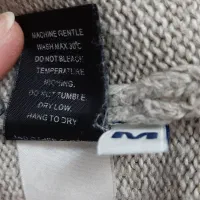 MACHINE GENTLE
WASH MAX 30°C
DO NOT BLEACH
TEMPERATURE
IRONING.
DO NOT TUMBLE
DRY LOW.
HANG TO DRY
M